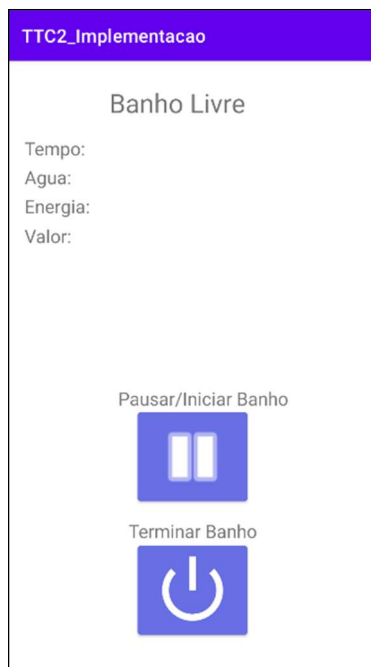 TTC2_Implementacao
Banho Livre
Tempo:
Agua:
Energia:
Valor:
Pausar/Iniciar Banho
Terminar Banho